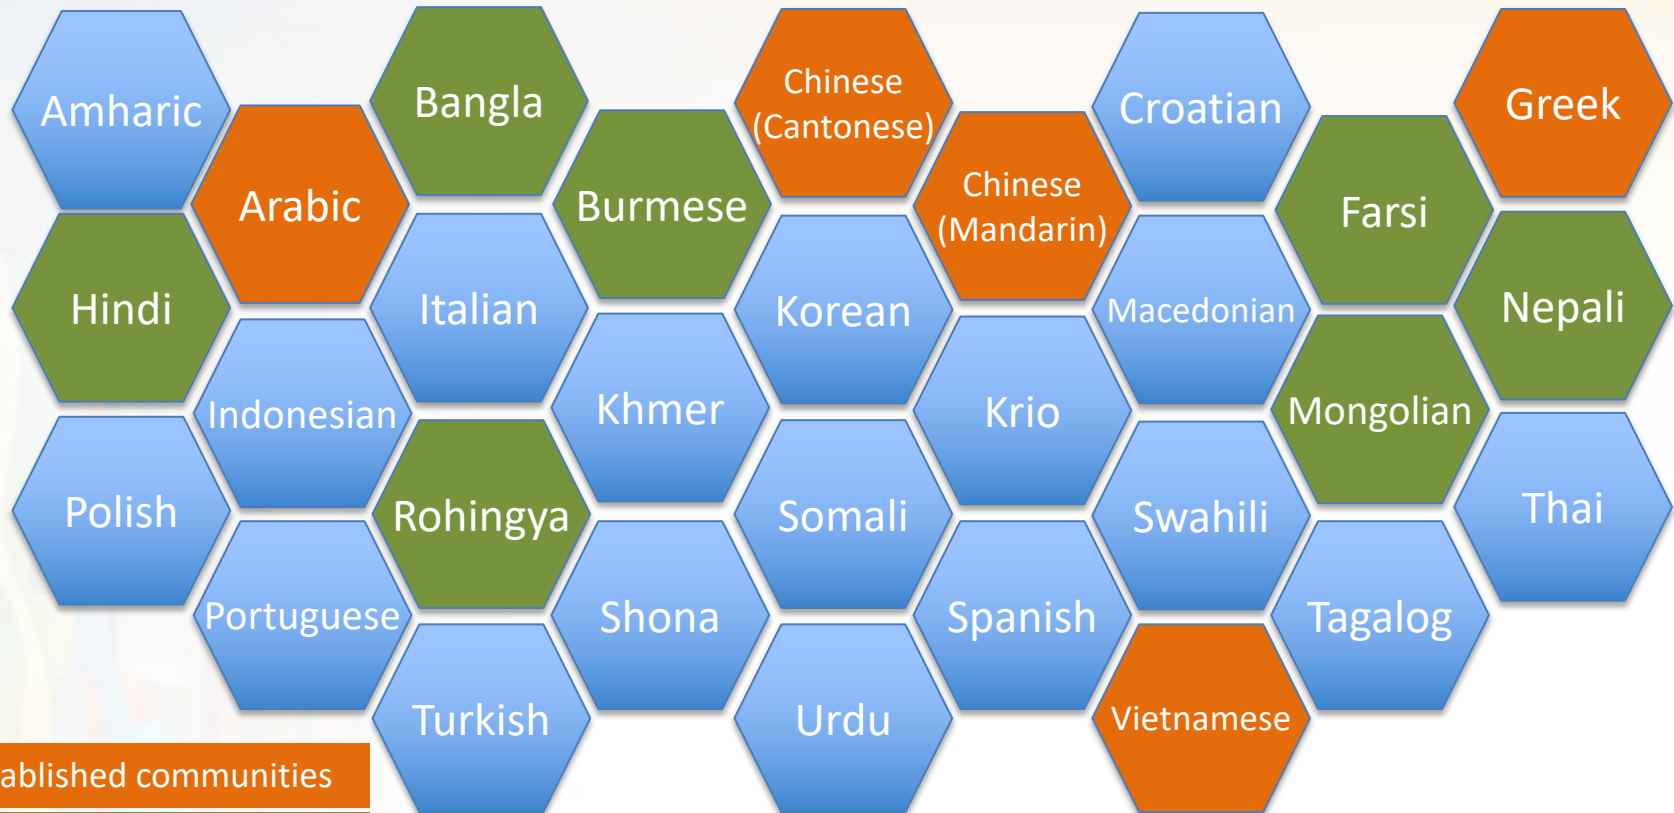 Amharic
Bangla
Chinese
(Cantonese)
Croatian
Greek
Arabic
Burmese
Chinese
(Mandarin)
Farsi
Hindi
Italian
Korean
Macedonian
Nepali
Indonesian
Khmer
Krio
Mongolian
Polish
Rohingya
Somali
Swahili
Thai
Portuguese
Shona
Spanish
Tagalog
Turkish
Urdu
Vietnamese
ablished communities